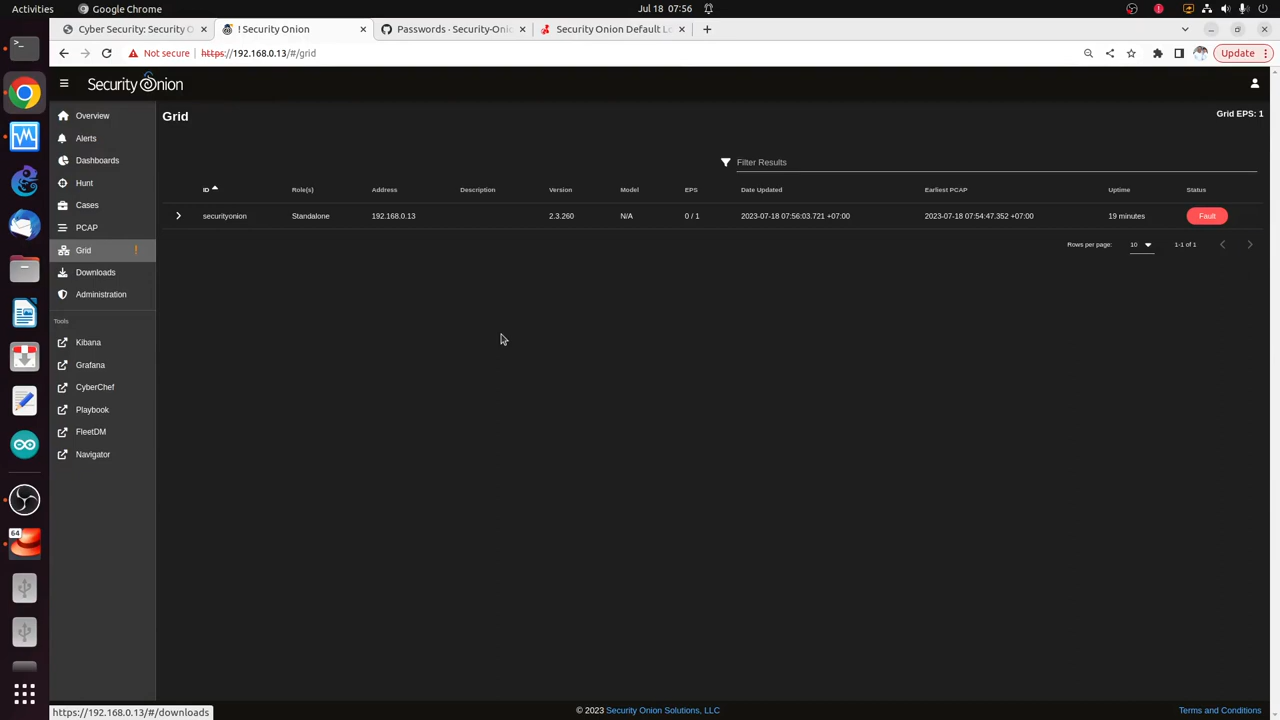 Activities
Google Chrome
Jul 18 07:56
Cyber Security: Security O
! Security Onion
Passwords · Security-Onio
Security Onion Default Lo
Not secure
https://192.168.0.13/#/grid
Update
Security Onion
Overview
Alerts
Dashboards
Hunt
Cases
PCAP
Grid
Downloads
Administration
Tools
Kibana
Grafana
CyberChef
Playbook
FleetDM
Navigator
Grid
Grid EPS: 1
Filter Results
ID Role(s) Address Description Version Model EPS Date Updated Earliest PCAP Uptime Status
securityonion Standalone 192.168.0.13 2.3.260 N/A 0 / 1 2023-07-18 07:56:03.721 +07:00 2023-07-18 07:54:47.352 +07:00 19 minutes Fault
Rows per page: 10 1-1 of 1
64
https://192.168.0.13/#/downloads
© 2023 Security Onion Solutions, LLC
Terms and Conditions